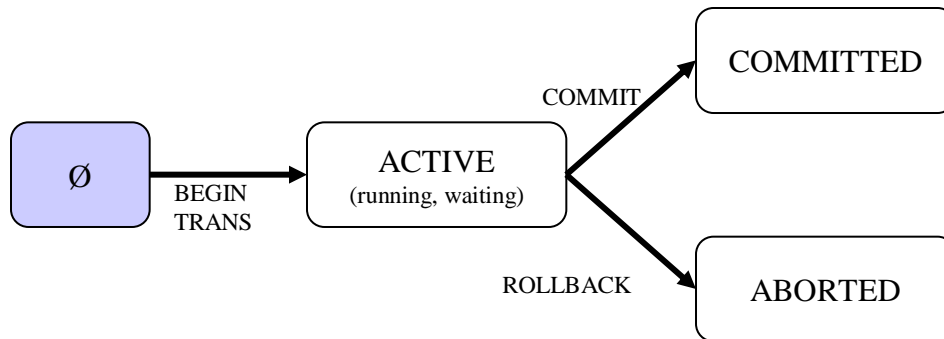 COMMITTED
COMMIT
Ø
ACTIVE
(running, waiting)
BEGIN
TRANS
ROLLBACK
ABORTED